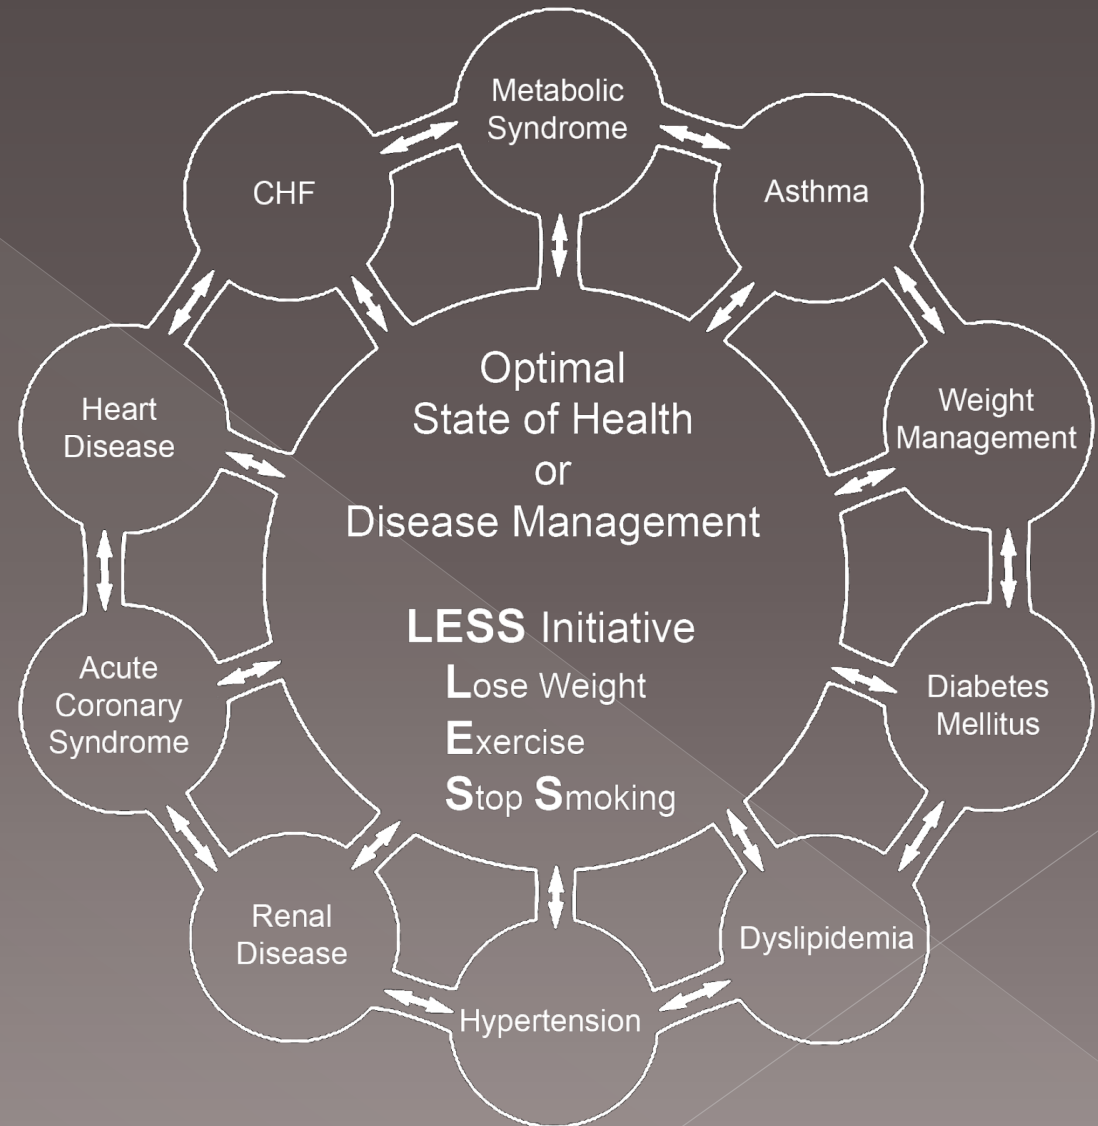 Metabolic
Syndrome
CHF
Asthma
Heart
Disease
Weight
Management
Optimal
State of Health
or
Disease Management
LESS Initiative
Lose Weight
Exercise
Stop Smoking
Acute
Coronary
Syndrome
Diabetes
Mellitus
Renal
Disease
Dyslipidemia
Hypertension